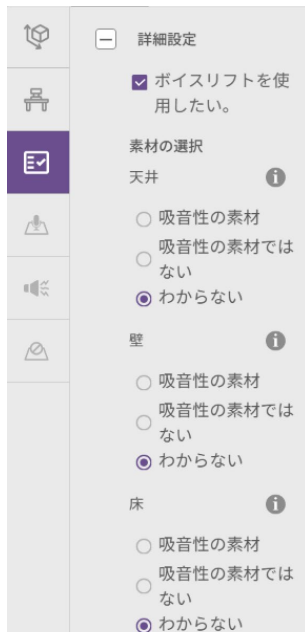 詳細設定
ボイスリフトを使
用したい。
素材の選択
天井
吸音性の素材
吸音性の素材では
ない
わからない
壁
吸音性の素材
吸音性の素材では
ない
わからない
床
吸音性の素材
吸音性の素材では
ない
わからない